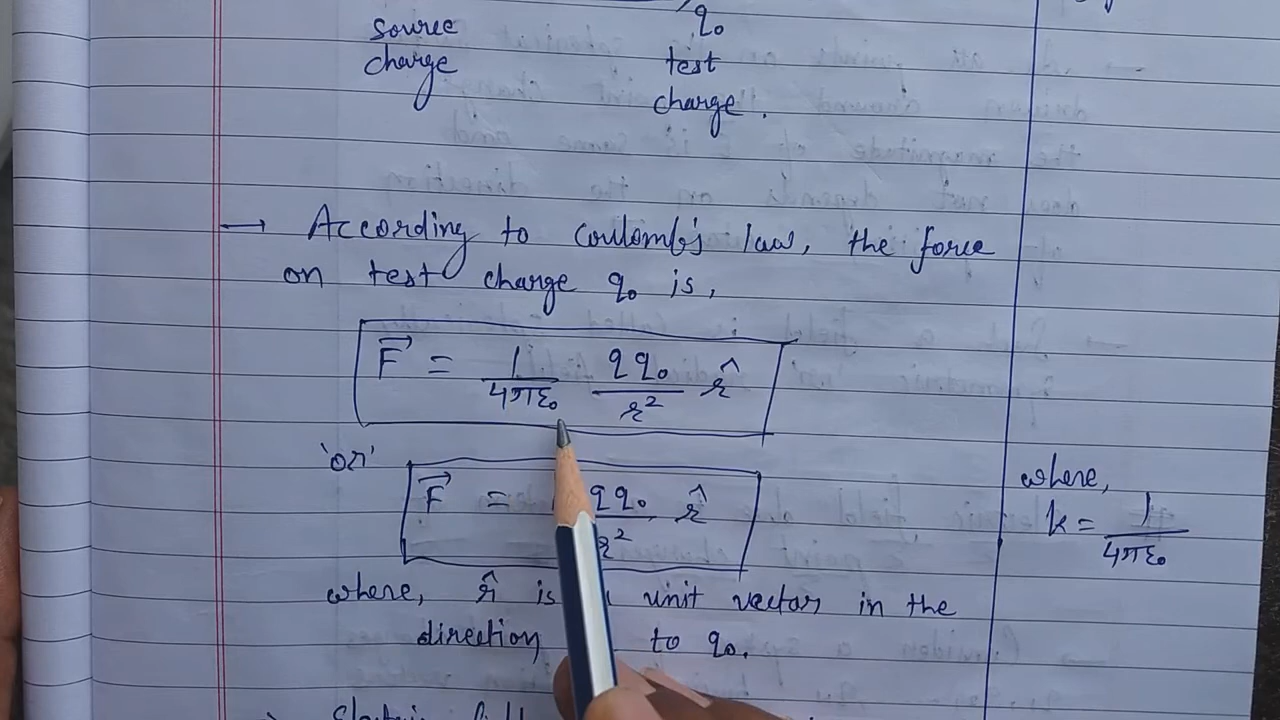 source
charge
q₀
test
charge.
→ According to Coulomb's law, the force
on test charge q₀ is,
F⃗ = 1/4πε₀ qq₀/r² r̂
'or'
F⃗ = qq₀/r² r̂
where,
k = 1/4πε₀
where, r̂ is unit vector in the
direction to q₀.